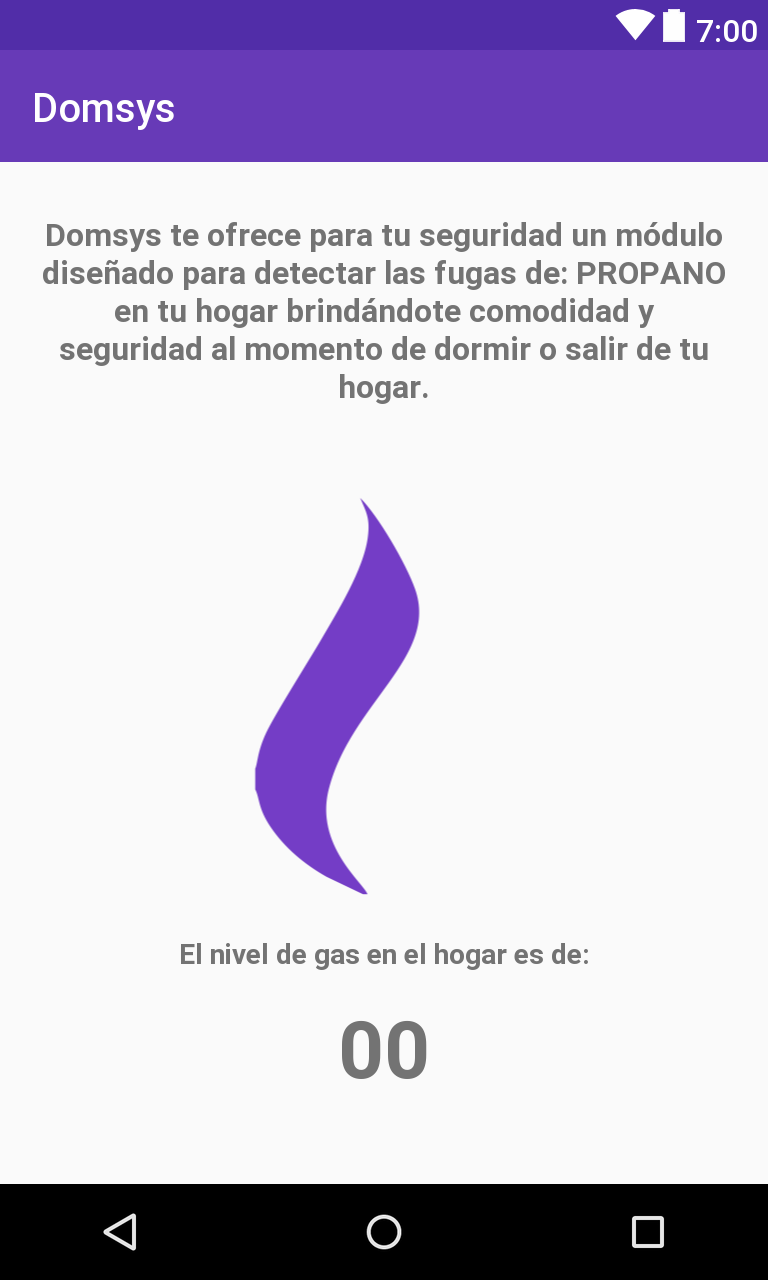 7:00
Domsys
Domsys te ofrece para tu seguridad un módulo
diseñado para detectar las fugas de: PROPANO
en tu hogar brindándote comodidad y
seguridad al momento de dormir o salir de tu
hogar.
El nivel de gas en el hogar es de:
00